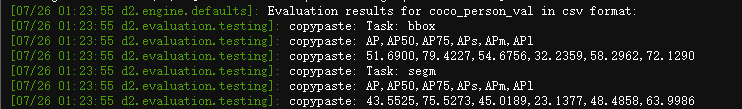 [07/26 01:23:55 d2.engine.defaults]: Evaluation results for coco_person_val in csv format:
[07/26 01:23:55 d2.evaluation.testing]: copypaste: Task: bbox
[07/26 01:23:55 d2.evaluation.testing]: copypaste: AP,AP50,AP75,APs,APm,APl
[07/26 01:23:55 d2.evaluation.testing]: copypaste: 51.6900,79.4227,54.6756,32.2359,58.2962,72.1290
[07/26 01:23:55 d2.evaluation.testing]: copypaste: Task: segm
[07/26 01:23:55 d2.evaluation.testing]: copypaste: AP,AP50,AP75,APs,APm,APl
[07/26 01:23:55 d2.evaluation.testing]: copypaste: 43.5525,75.5273,45.0189,23.1377,48.4858,63.9986